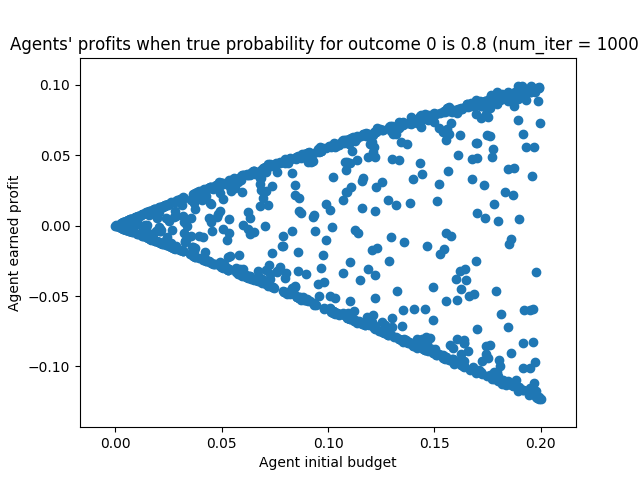 Agents' profits when true probability for outcome 0 is 0.8 (num_iter = 1000
0.10
0.05
0.00
−0.05
−0.10
Agent earned profit
0.00 0.05 0.10 0.15 0.20
Agent initial budget